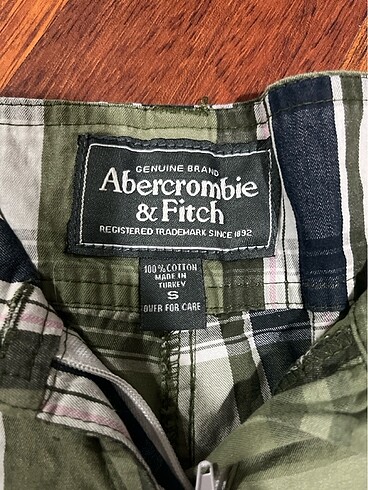 GENUINE BRAND
Abercrombie
& Fitch
REGISTERED TRADEMARK SINCE 1892
100% COTTON
MADE IN
TURKEY
S
OVER FOR CARE